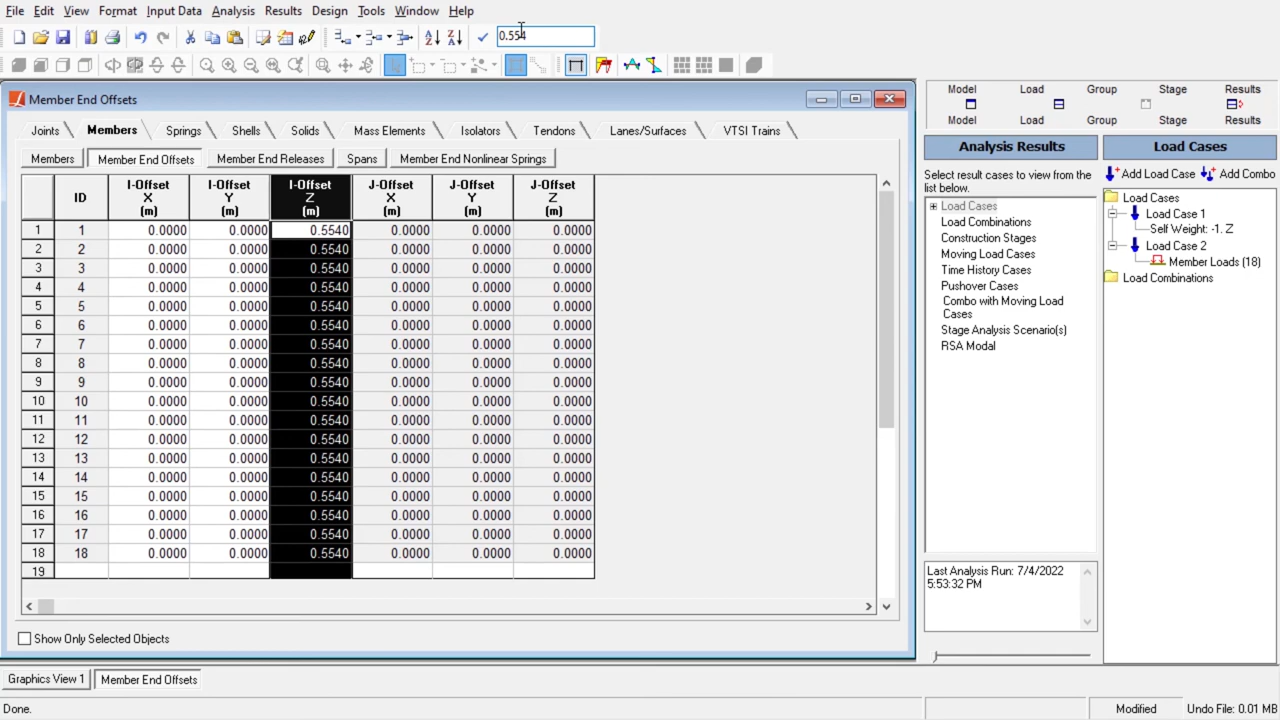 File Edit View Format Input Data Analysis Results Design Tools Window Help
0.554
Member End Offsets
Joints Members Springs Shells Solids Mass Elements Isolators Tendons Lanes/Surfaces VTSI Trains
Members Member End Offsets Member End Releases Spans Member End Nonlinear Springs
ID I-Offset X (m) I-Offset Y (m) I-Offset Z (m) J-Offset X (m) J-Offset Y (m) J-Offset Z (m)
1 1 0.0000 0.0000 0.5540 0.0000 0.0000 0.0000
2 2 0.0000 0.0000 0.5540 0.0000 0.0000 0.0000
3 3 0.0000 0.0000 0.5540 0.0000 0.0000 0.0000
4 4 0.0000 0.0000 0.5540 0.0000 0.0000 0.0000
5 5 0.0000 0.0000 0.5540 0.0000 0.0000 0.0000
6 6 0.0000 0.0000 0.5540 0.0000 0.0000 0.0000
7 7 0.0000 0.0000 0.5540 0.0000 0.0000 0.0000
8 8 0.0000 0.0000 0.5540 0.0000 0.0000 0.0000
9 9 0.0000 0.0000 0.5540 0.0000 0.0000 0.0000
10 10 0.0000 0.0000 0.5540 0.0000 0.0000 0.0000
11 11 0.0000 0.0000 0.5540 0.0000 0.0000 0.0000
12 12 0.0000 0.0000 0.5540 0.0000 0.0000 0.0000
13 13 0.0000 0.0000 0.5540 0.0000 0.0000 0.0000
14 14 0.0000 0.0000 0.5540 0.0000 0.0000 0.0000
15 15 0.0000 0.0000 0.5540 0.0000 0.0000 0.0000
16 16 0.0000 0.0000 0.5540 0.0000 0.0000 0.0000
17 17 0.0000 0.0000 0.5540 0.0000 0.0000 0.0000
18 18 0.0000 0.0000 0.5540 0.0000 0.0000 0.0000
19
Show Only Selected Objects
Graphics View 1 Member End Offsets
Model Load Group Stage Results
Model Load Group Stage Results
Analysis Results
Select result cases to view from the
list below.
Load Cases
Load Combinations
Construction Stages
Moving Load Cases
Time History Cases
Pushover Cases
Combo with Moving Load
Cases
Stage Analysis Scenario(s)
RSA Modal
Last Analysis Run: 7/4/2022
5:53:32 PM
Load Cases
Add Load Case Add Combo
Load Cases
Load Case 1
Self Weight: -1. Z
Load Case 2
Member Loads (18)
Load Combinations
Done. Modified Undo File: 0.01 MB